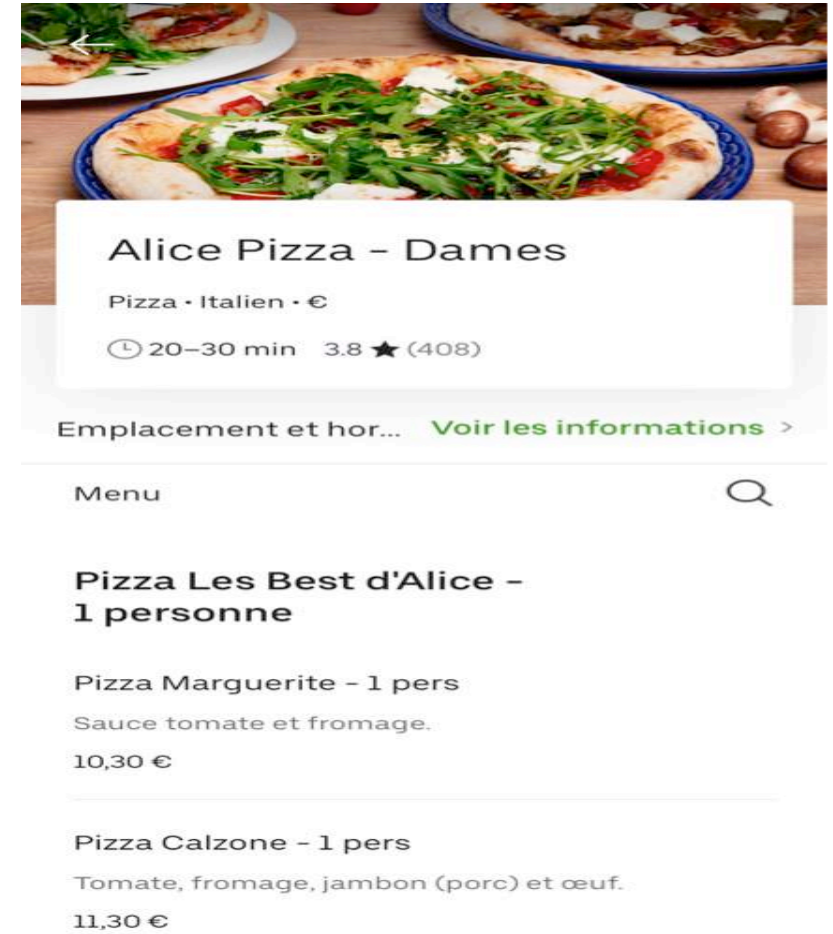 Alice Pizza – Dames
Pizza • Italien • €
20–30 min 3.8 ★ (408)
Emplacement et hor... Voir les informations >
Menu
Pizza Les Best d'Alice –
1 personne
Pizza Marguerite – 1 pers
Sauce tomate et fromage.
10,30 €
Pizza Calzone – 1 pers
Tomate, fromage, jambon (porc) et œuf.
11,30 €